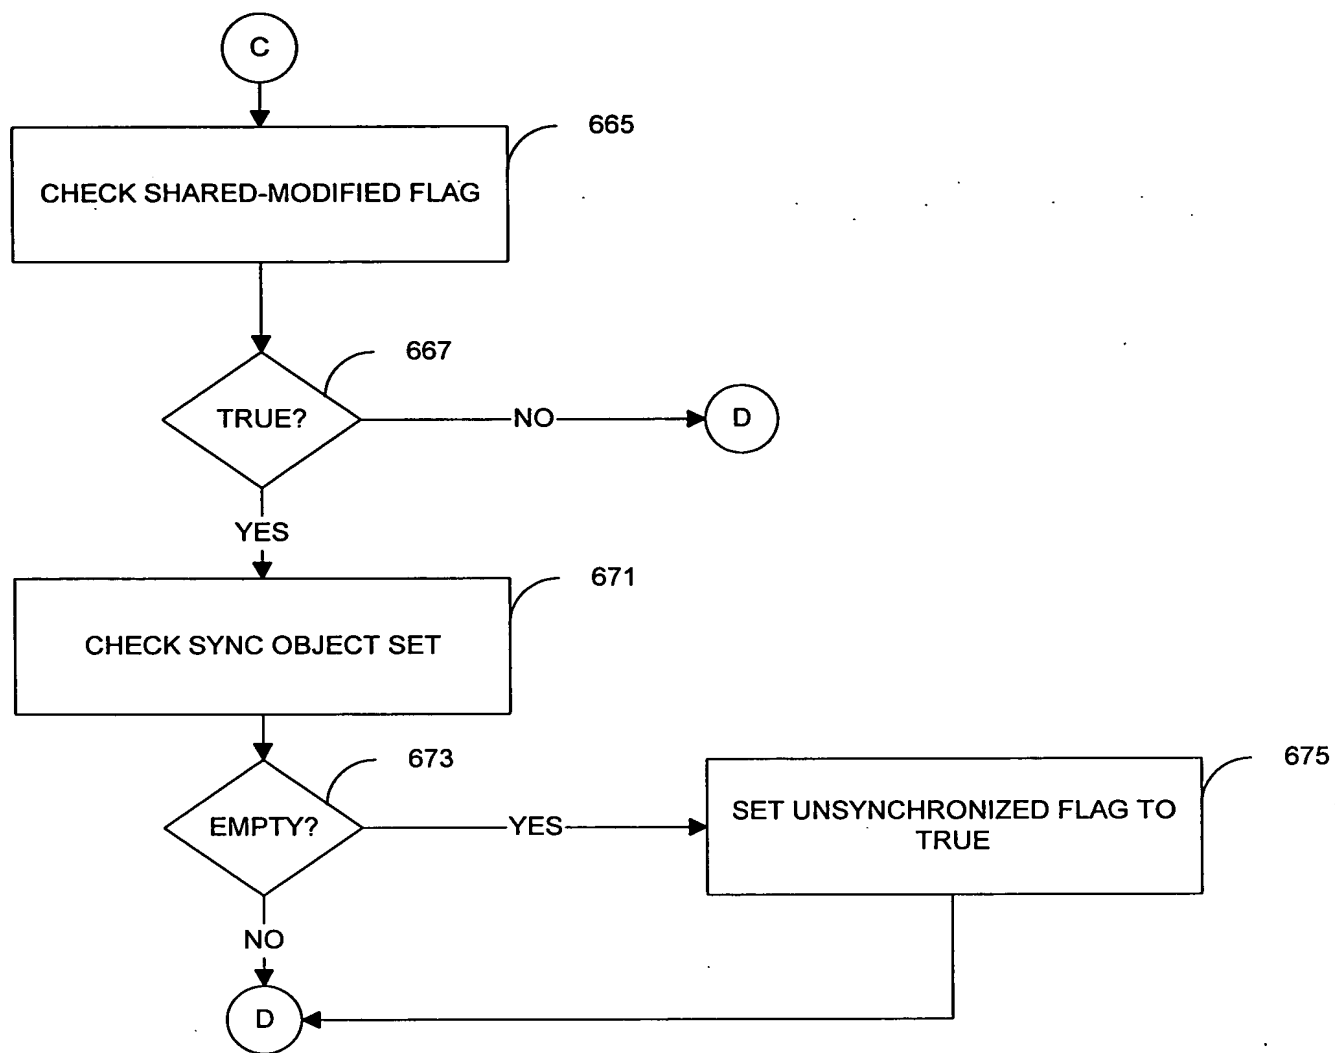 C
665
CHECK SHARED-MODIFIED FLAG
667
TRUE?
NO
D
YES
671
CHECK SYNC OBJECT SET
673
675
EMPTY?
YES
SET UNSYNCHRONIZED FLAG TO
TRUE
NO
D